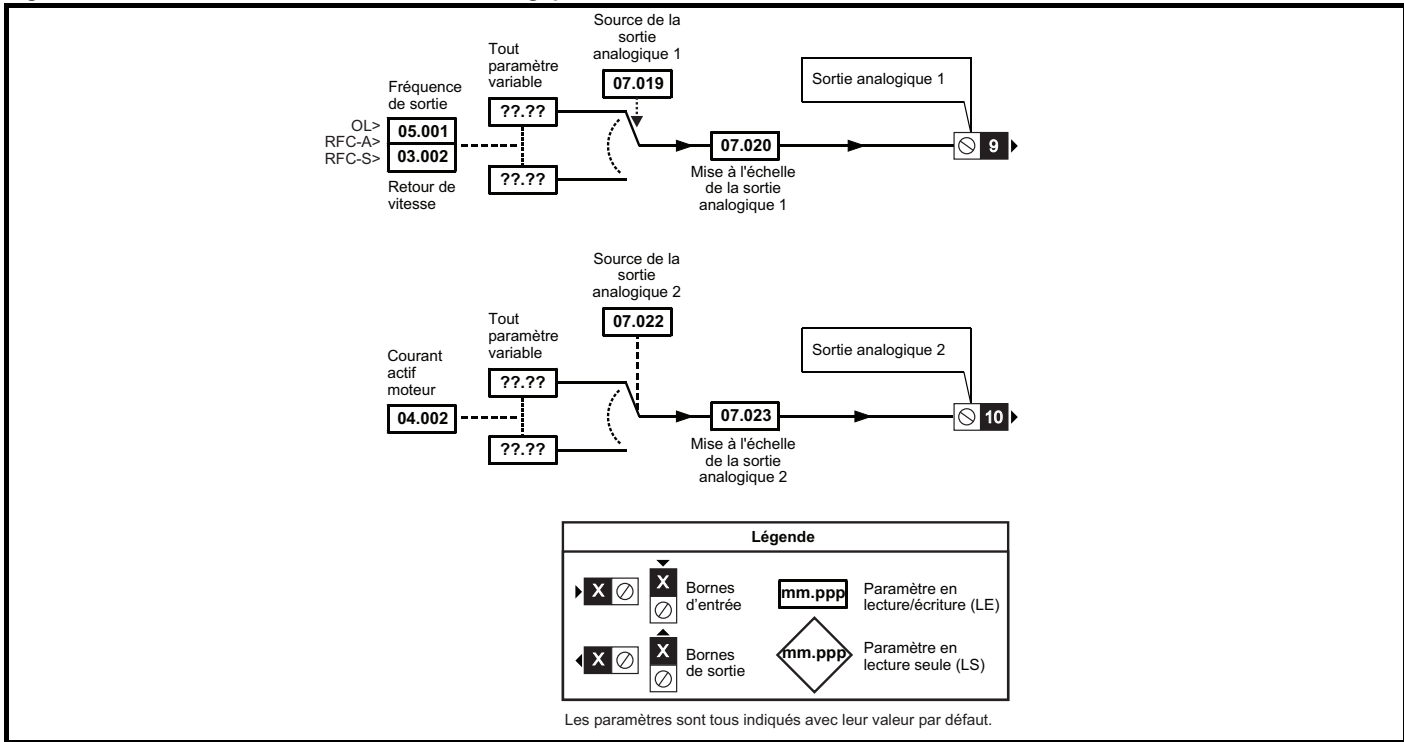 Source de la
sortie
analogique 1
07.019
Tout
paramètre
variable
??.??
??.??
Fréquence
de sortie
OL>
RFC-A>
RFC-S>
05.001
03.002
Retour de
vitesse
07.020
Mise à l'échelle
de la sortie
analogique 1
Sortie analogique 1
9
Source de la
sortie
analogique 2
07.022
Tout
paramètre
variable
??.??
??.??
Courant
actif
moteur
04.002
07.023
Mise à l'échelle
de la sortie
analogique 2
Sortie analogique 2
10
Légende
X
X
Bornes
d'entrée
mm.ppp
Paramètre en
lecture/écriture (LE)
X
X
Bornes
de sortie
mm.ppp
Paramètre en
lecture seule (LS)
Les paramètres sont tous indiqués avec leur valeur par défaut.